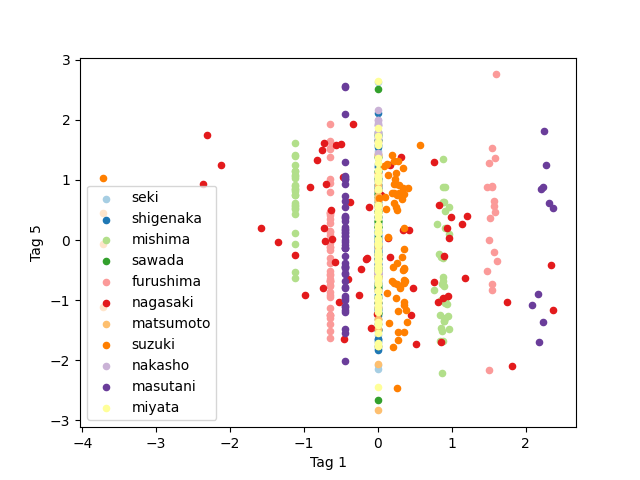 3
2
1
0
−1
−2
−3
Tag 5
seki
shigenaka
mishima
sawada
furushima
nagasaki
matsumoto
suzuki
nakasho
masutani
miyata
−4 −3 −2 −1 0 1 2
Tag 1